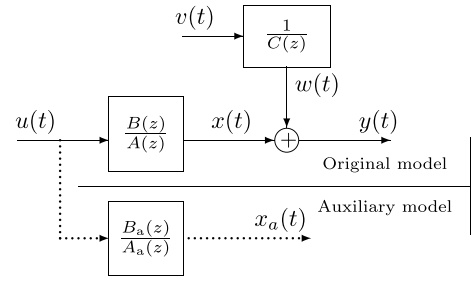 v(t)
1
C(z)
w(t)
u(t)
B(z)
A(z)
x(t)
+
y(t)
Original model
Auxiliary model
B_a(z)
A_a(z)
x_a(t)